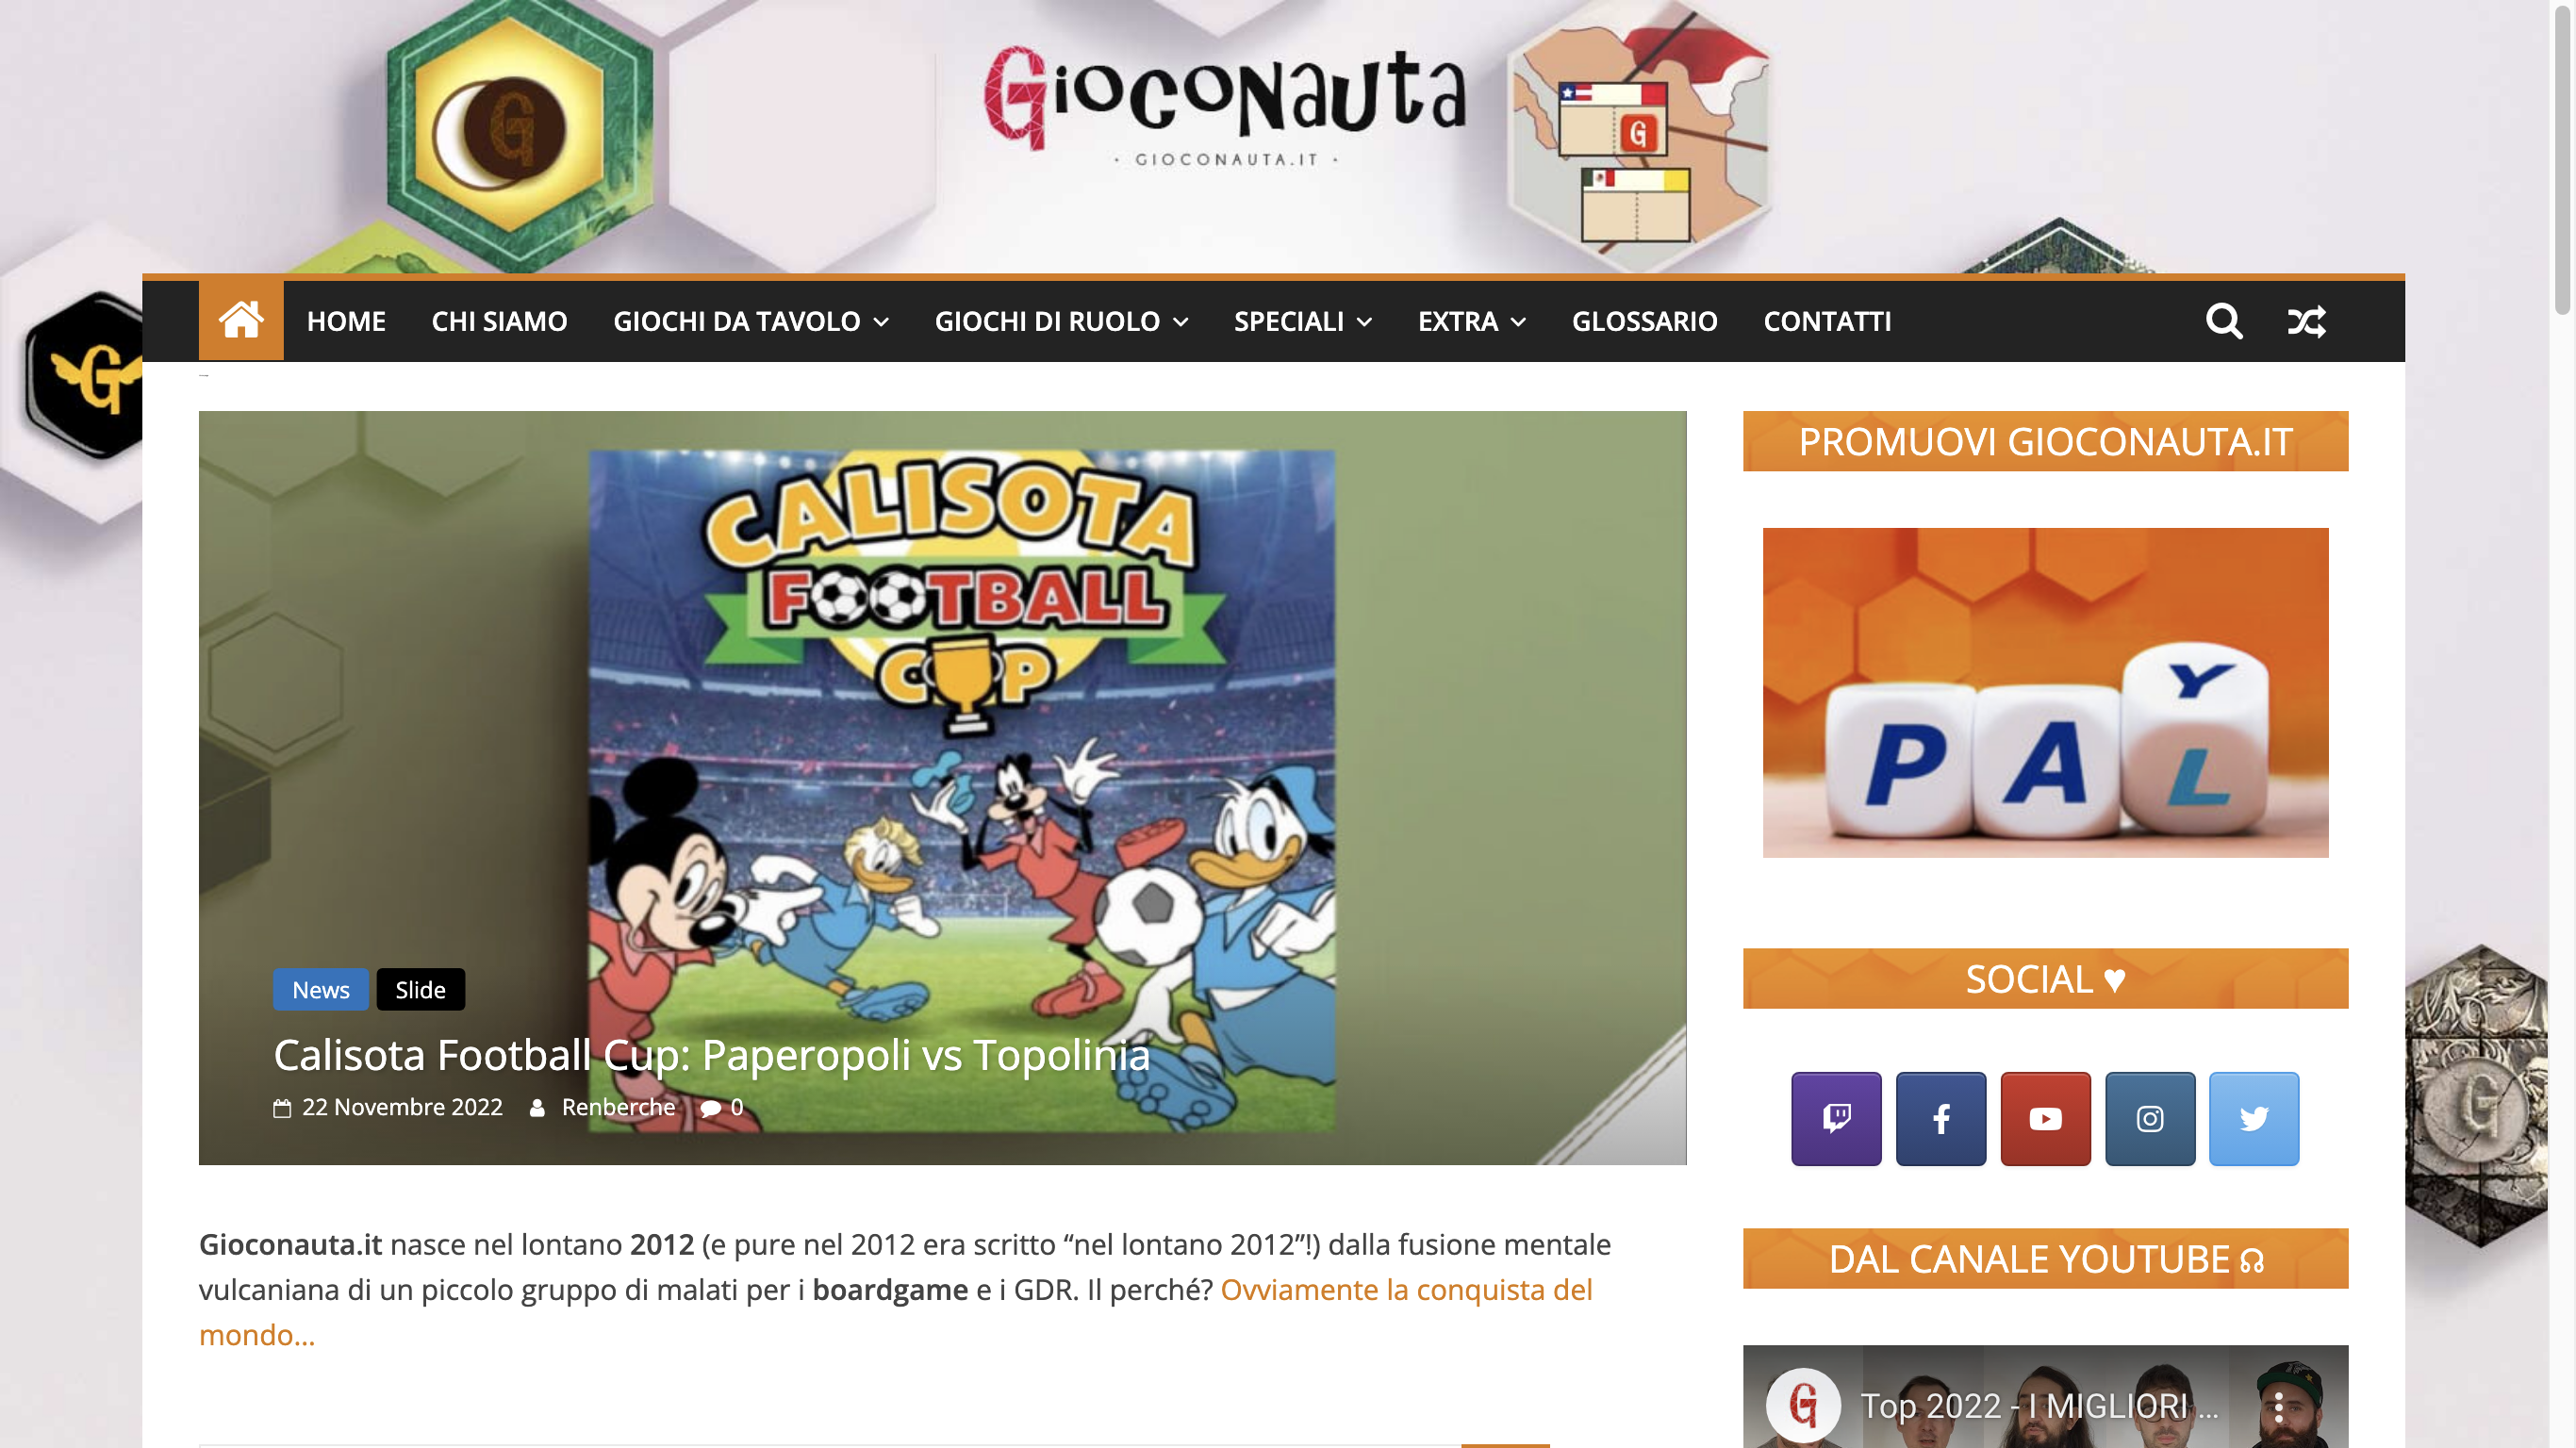 Gioconauta
· GIOCONAUTA.IT ·
HOME
CHI SIAMO
GIOCHI DA TAVOLO
GIOCHI DI RUOLO
SPECIALI
EXTRA
GLOSSARIO
CONTATTI
CALISOTA
FOOTBALL
CUP
News
Slide
Calisota Football Cup: Paperopoli vs Topolinia
22 Novembre 2022
Renberche
0
Gioconauta.it nasce nel lontano 2012 (e pure nel 2012 era scritto “nel lontano 2012”!) dalla fusione mentale
vulcaniana di un piccolo gruppo di malati per i boardgame e i GDR. Il perché? Ovviamente la conquista del
mondo...
PROMUOVI GIOCONAUTA.IT
P A Y L
SOCIAL ♥
DAL CANALE YOUTUBE ☊
G
Top 2022 - I MIGLIORI ...
G
G
G
G